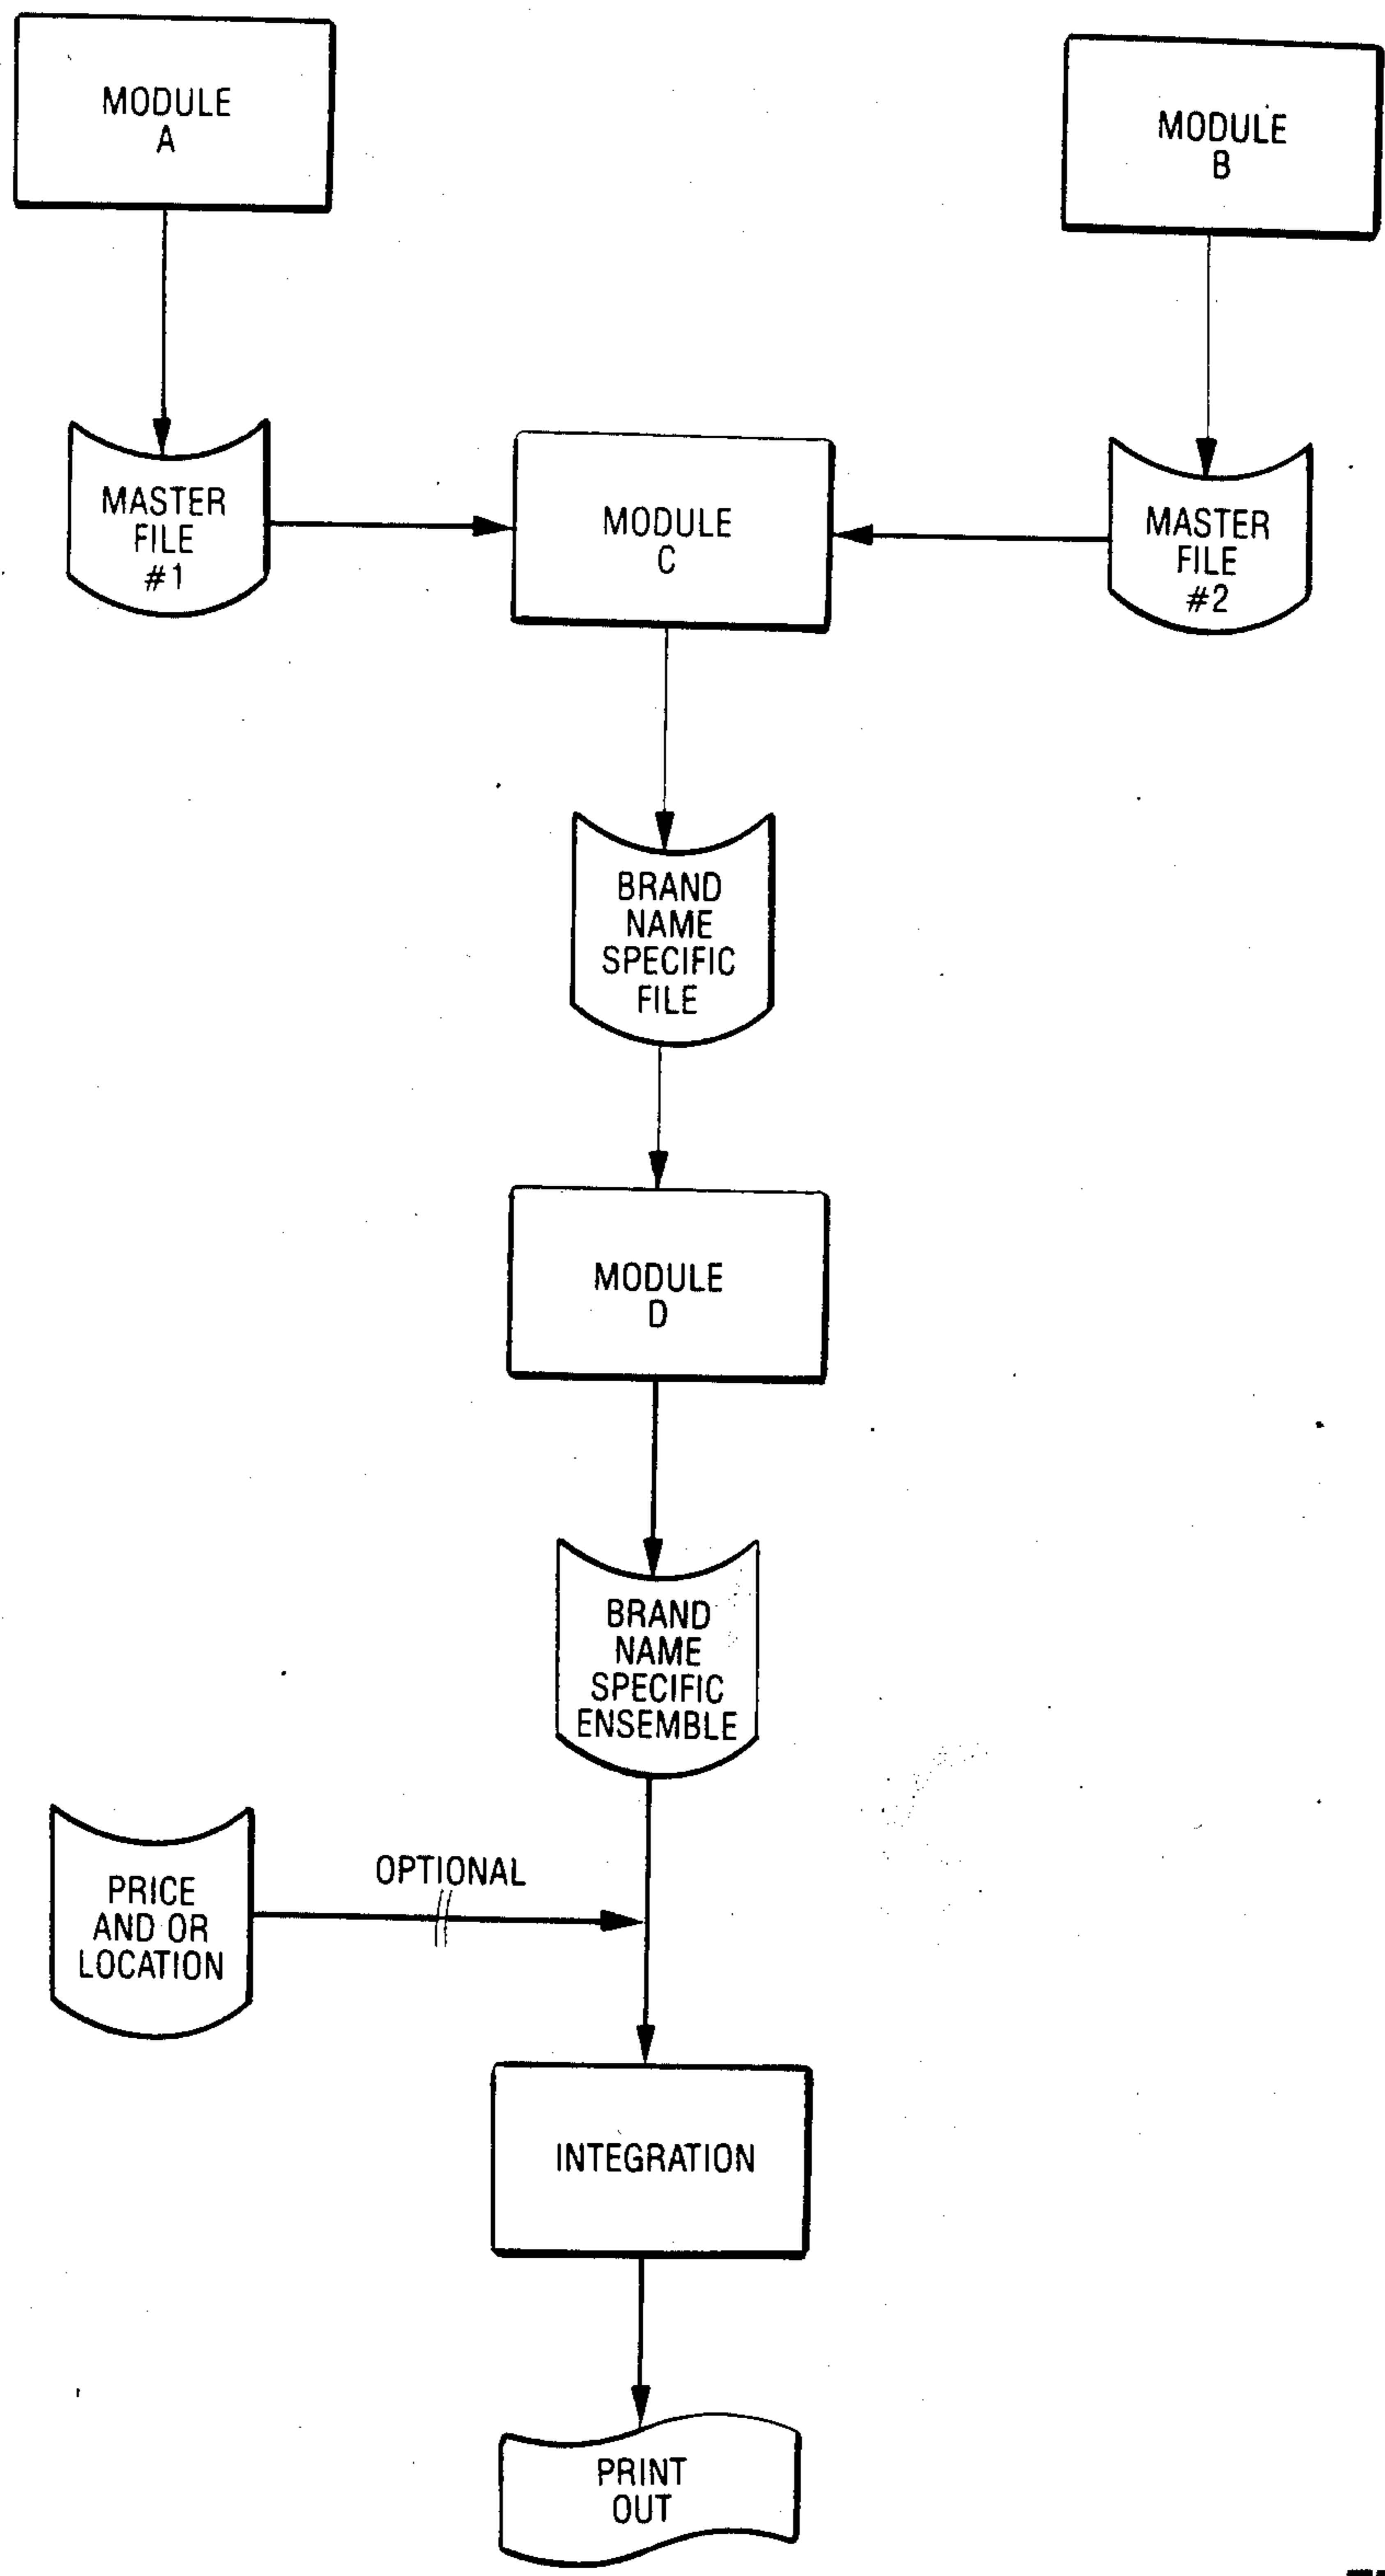 MODULE
A
MODULE
B
MASTER
FILE
#1
MODULE
C
MASTER
FILE
#2
BRAND
NAME
SPECIFIC
FILE
MODULE
D
BRAND
NAME
SPECIFIC
ENSEMBLE
PRICE
AND OR
LOCATION
OPTIONAL
INTEGRATION
PRINT
OUT